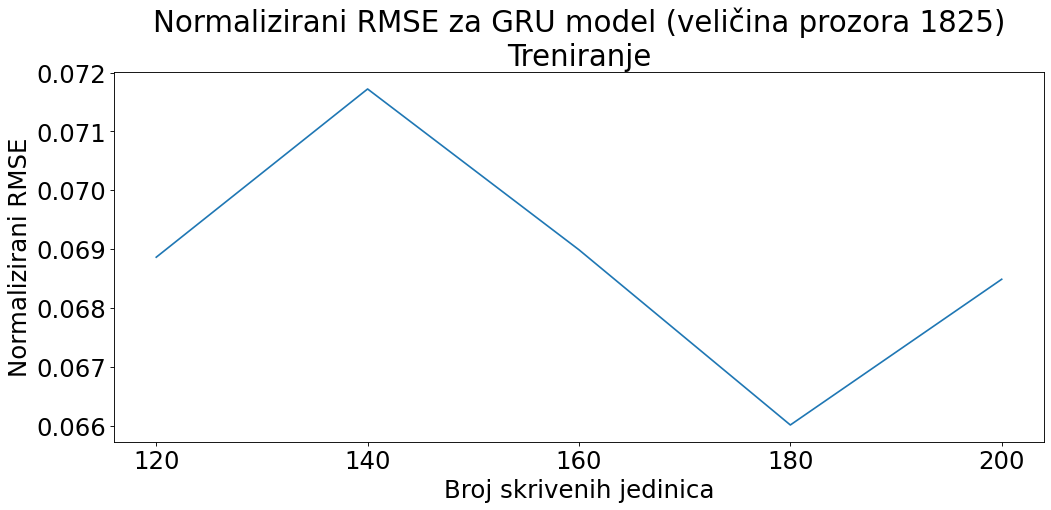 Normalizirani RMSE za GRU model (veličina prozora 1825)
Treniranje
Normalizirani RMSE
0.072
0.071
0.070
0.069
0.068
0.067
0.066
120 140 160 180 200
Broj skrivenih jedinica